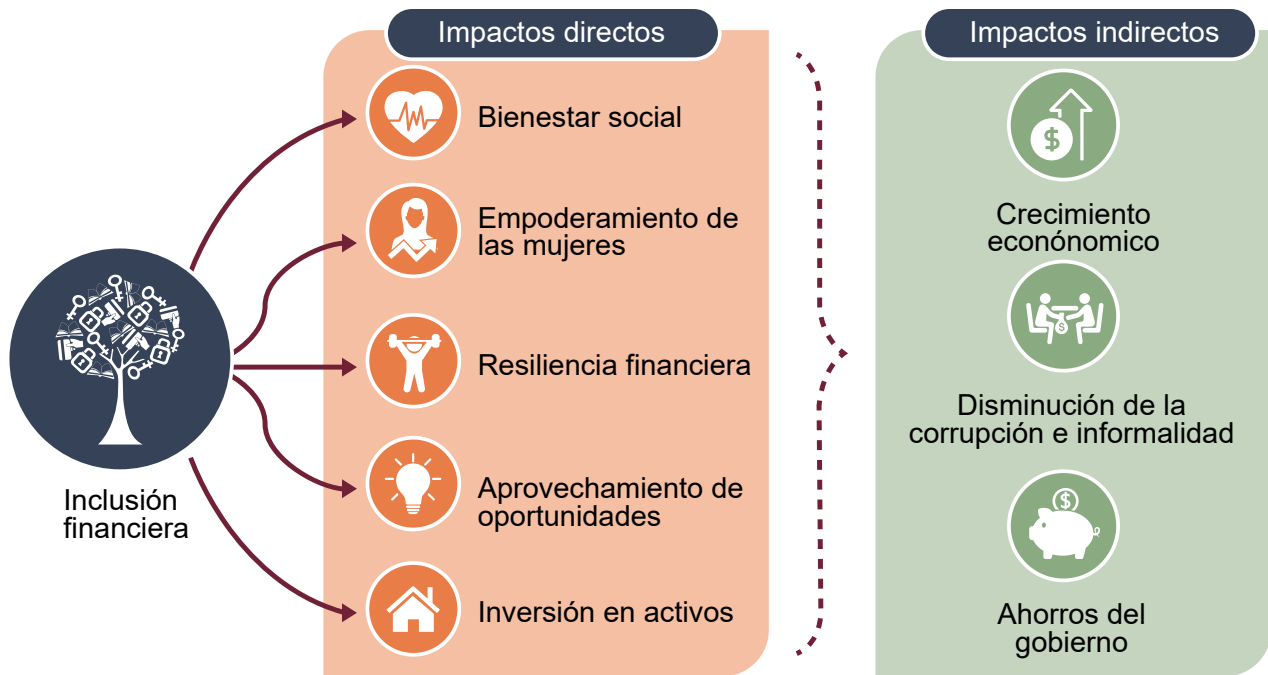 Impactos directos
Bienestar social
Empoderamiento de
las mujeres
Resiliencia financiera
Aprovechamiento de
oportunidades
Inversión en activos
Inclusión
financiera
Impactos indirectos
$
Crecimiento
econónomico
$
Disminución de la
corrupción e informalidad
$
Ahorros del
gobierno